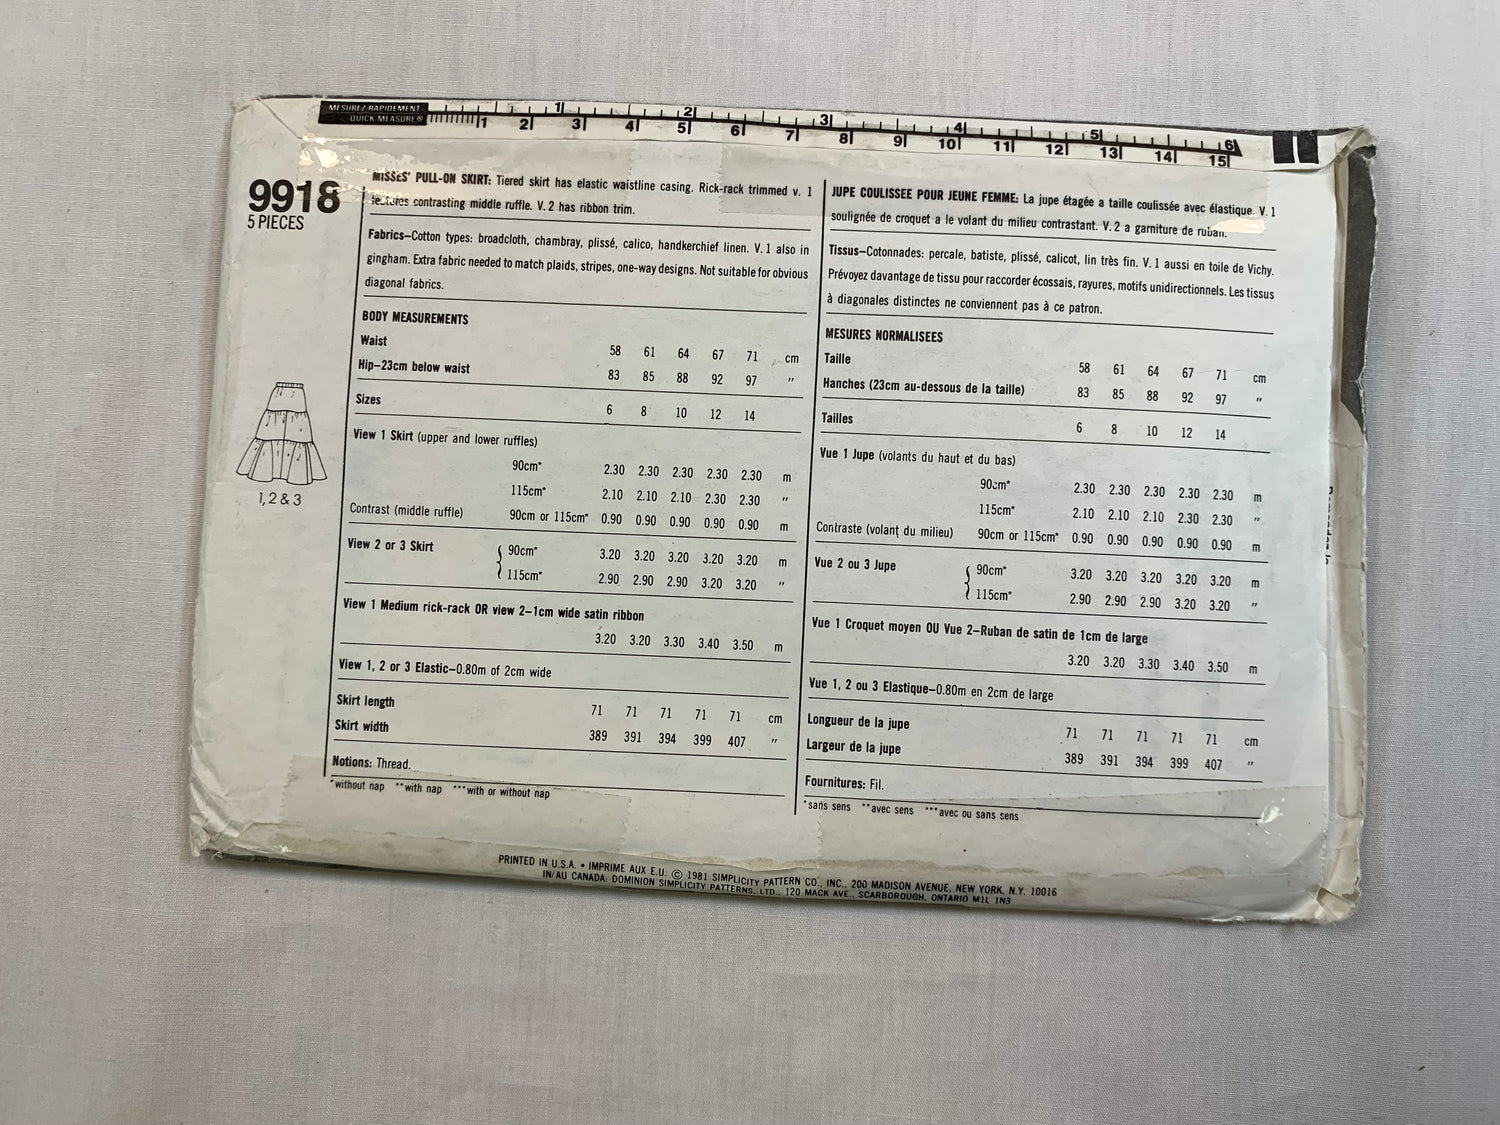 MESUREZ RAPIDEMENT
QUICK MEASURE®
1 2 3 4 5 6
1 2 3 4 5 6 7 8 9 10 11 12 13 14 15
9918
5 PIECES
1, 2 & 3
MISSES' PULL-ON SKIRT: Tiered skirt has elastic waistline casing. Rick-rack trimmed v. 1
features contrasting middle ruffle. V. 2 has ribbon trim.
Fabrics—Cotton types: broadcloth, chambray, plissé, calico, handkerchief linen. V. 1 also in
gingham. Extra fabric needed to match plaids, stripes, one-way designs. Not suitable for obvious
diagonal fabrics.
BODY MEASUREMENTS
Waist 58 61 64 67 71 cm
Hip—23cm below waist 83 85 88 92 97 "
Sizes 6 8 10 12 14
View 1 Skirt (upper and lower ruffles)
90cm* 2.30 2.30 2.30 2.30 2.30 m
115cm* 2.10 2.10 2.10 2.30 2.30 "
Contrast (middle ruffle) 90cm or 115cm* 0.90 0.90 0.90 0.90 0.90 m
View 2 or 3 Skirt { 90cm* 3.20 3.20 3.20 3.20 3.20 m
115cm* 2.90 2.90 2.90 3.20 3.20 "
View 1 Medium rick-rack OR view 2—1cm wide satin ribbon
3.20 3.20 3.30 3.40 3.50 m
View 1, 2 or 3 Elastic—0.80m of 2cm wide
Skirt length 71 71 71 71 71 cm
Skirt width 389 391 394 399 407 "
Notions: Thread.
*without nap **with nap ***with or without nap
JUPE COULISSEE POUR JEUNE FEMME: La jupe étagée a taille coulissée avec élastique. V. 1
soulignée de croquet a le volant du milieu contrastant. V. 2 a garniture de ruban.
Tissus—Cotonnades: percale, batiste, plissé, calicot, lin très fin. V. 1 aussi en toile de Vichy.
Prévoyez davantage de tissu pour raccorder écossais, rayures, motifs unidirectionnels. Les tissus
à diagonales distinctes ne conviennent pas à ce patron.
MESURES NORMALISEES
Taille 58 61 64 67 71 cm
Hanches (23cm au-dessous de la taille) 83 85 88 92 97 "
Tailles 6 8 10 12 14
Vue 1 Jupe (volants du haut et du bas)
90cm* 2.30 2.30 2.30 2.30 2.30 m
115cm* 2.10 2.10 2.10 2.30 2.30 "
Contraste (volant du milieu) 90cm or 115cm* 0.90 0.90 0.90 0.90 0.90 m
Vue 2 ou 3 Jupe { 90cm* 3.20 3.20 3.20 3.20 3.20 m
115cm* 2.90 2.90 2.90 3.20 3.20 "
Vue 1 Croquet moyen OU Vue 2—Ruban de satin de 1cm de large
3.20 3.20 3.30 3.40 3.50 m
Vue 1, 2 ou 3 Elastique—0.80m en 2cm de large
Longueur de la jupe 71 71 71 71 71 cm
Largeur de la jupe 389 391 394 399 407 "
Fournitures: Fil.
*sans sens **avec sens ***avec ou sans sens
PRINTED IN U.S.A. • IMPRIME AUX E.U. © 1981 SIMPLICITY PATTERN CO., INC., 200 MADISON AVENUE, NEW YORK, N.Y. 10016
IN/AU CANADA: DOMINION SIMPLICITY PATTERNS, LTD., 120 MACK AVE., SCARBOROUGH, ONTARIO M1L 1N3